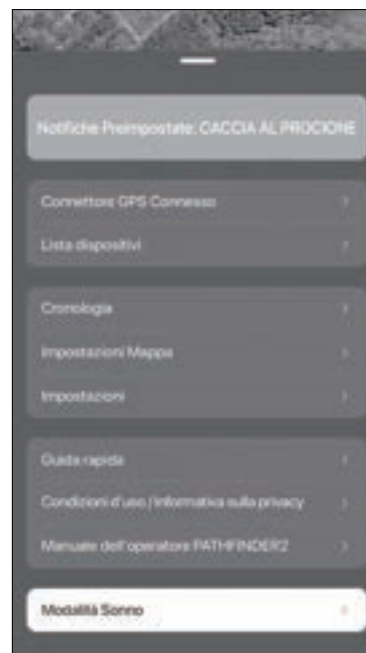 Notifiche Preimpostate: CACCIA AL PROCIONE
Connettore GPS Connesso
Lista dispositivi
Cronologia
Impostazioni Mappa
Impostazioni
Guida rapida
Condizioni d'uso / Informativa sulla privacy
Manuale dell'operatore PATHFINDER2
Modalità Sonno